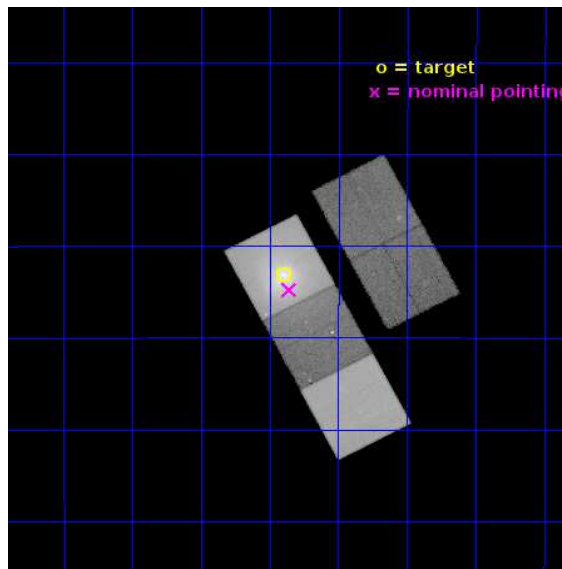 o = target
x = nominal pointing